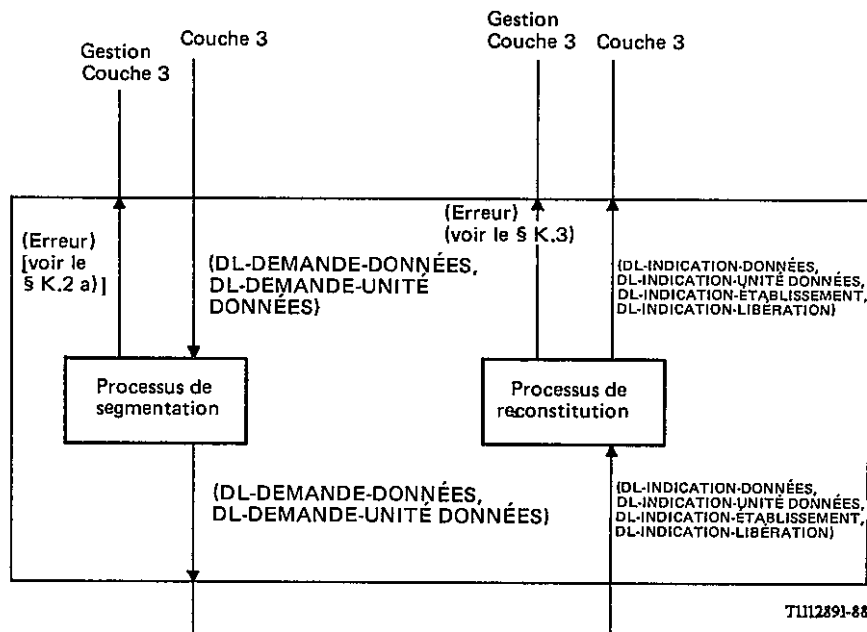 Gestion
Couche 3
Couche 3
Gestion
Couche 3
Couche 3
(Erreur)
[voir le
§ K.2 a)]
(DL-DEMANDE-DONNÉES,
DL-DEMANDE-UNITÉ
DONNÉES)
(Erreur)
(voir le § K.3)
(DL-INDICATION-DONNÉES,
DL-INDICATION-UNITÉ DONNÉES,
DL-INDICATION-ÉTABLISSEMENT,
DL-INDICATION-LIBÉRATION)
Processus de
segmentation
Processus de
reconstitution
(DL-DEMANDE-DONNÉES,
DL-DEMANDE-UNITÉ DONNÉES)
(DL-INDICATION-DONNÉES,
DL-INDICATION-UNITÉ DONNÉES,
DL-INDICATION-ÉTABLISSEMENT,
DL-INDICATION-LIBÉRATION)
T1112891-88